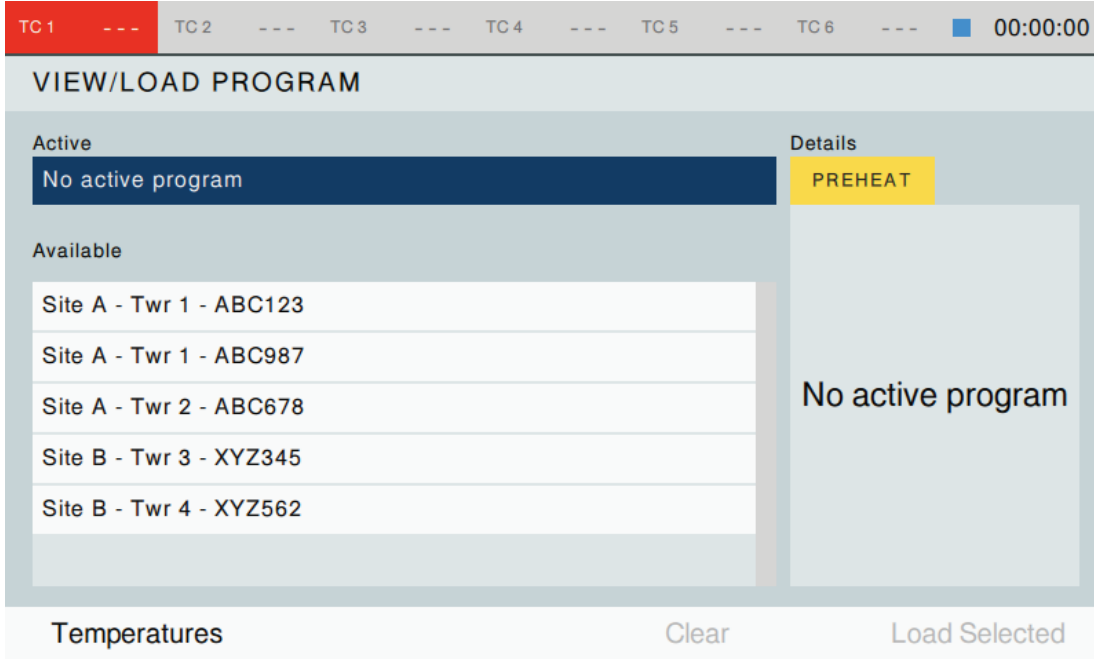 TC 1 - - - TC 2 - - - TC 3 - - - TC 4 - - - TC 5 - - - TC 6 - - - 00:00:00
VIEW/LOAD PROGRAM
Active
No active program
Available
Site A - Twr 1 - ABC123
Site A - Twr 1 - ABC987
Site A - Twr 2 - ABC678
Site B - Twr 3 - XYZ345
Site B - Twr 4 - XYZ562
Details
PREHEAT
No active program
Temperatures Clear Load Selected